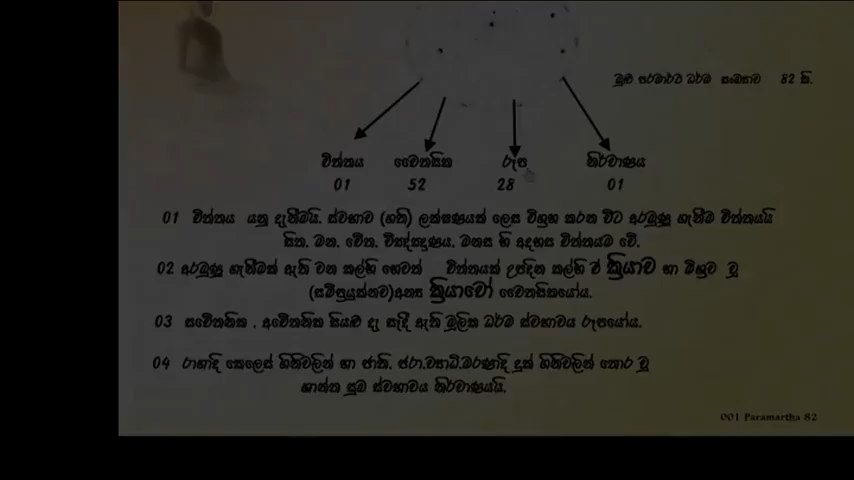 මුළු පරමාර්ථ ධර්ම සංඛ්‍යාව 82 කි.
චිත්තය චෛතසික රූප නිර්වාණය
01 52 28 01
01 චිත්තය යනු දැනීමයි. ස්වභාව (ගති) ලක්ෂණයක් ලෙස විග්‍රහ කරන විට අරමුණු ගැනීම චිත්තයයි
සිත, මන, චේත, විඤ්ඤාණය, මනස හි අදහස චිත්තයම වේ.
02 අරමුණු ගැනීමක් ඇති වන කල්හි හෙවත් චිත්තයක් උපදින කල්හි ඒ ක්‍රියාව හා මිශ්‍රව වූ
(සම්ප්‍රයුක්තව)අන්‍ය ක්‍රියාවෝ චෛතසිකයෝය.
03 සචේතනික , අචේතනික සියළු දෑ සෑදී ඇති මූලික ධර්ම ස්වභාවය රූපයෝය.
04 රාගාදි කෙලෙස් ගිනිවලින් හා ජාති, ජරා,ව්‍යාධි,මරණාදි දුක් ගිනිවලින් තොර වූ
ශාන්ත සුඛ ස්වභාවය නිර්වාණයයි.
001 Paramartha 82